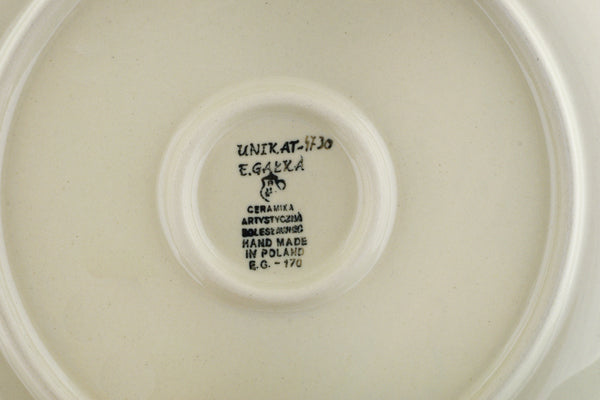 UNIKAT-1730
E.GAŁKA
CERAMIKA
ARTYSTYCZNA
BOLESŁAWIEC
HAND MADE
IN POLAND
E.G. - 170